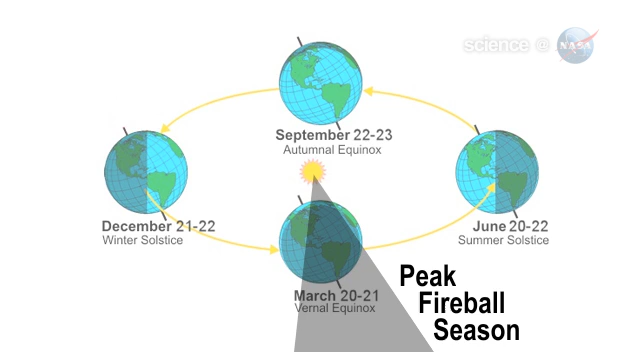 science @ NASA
September 22-23
Autumnal Equinox
December 21-22
Winter Solstice
June 20-22
Summer Solstice
March 20-21
Vernal Equinox
Peak
Fireball
Season